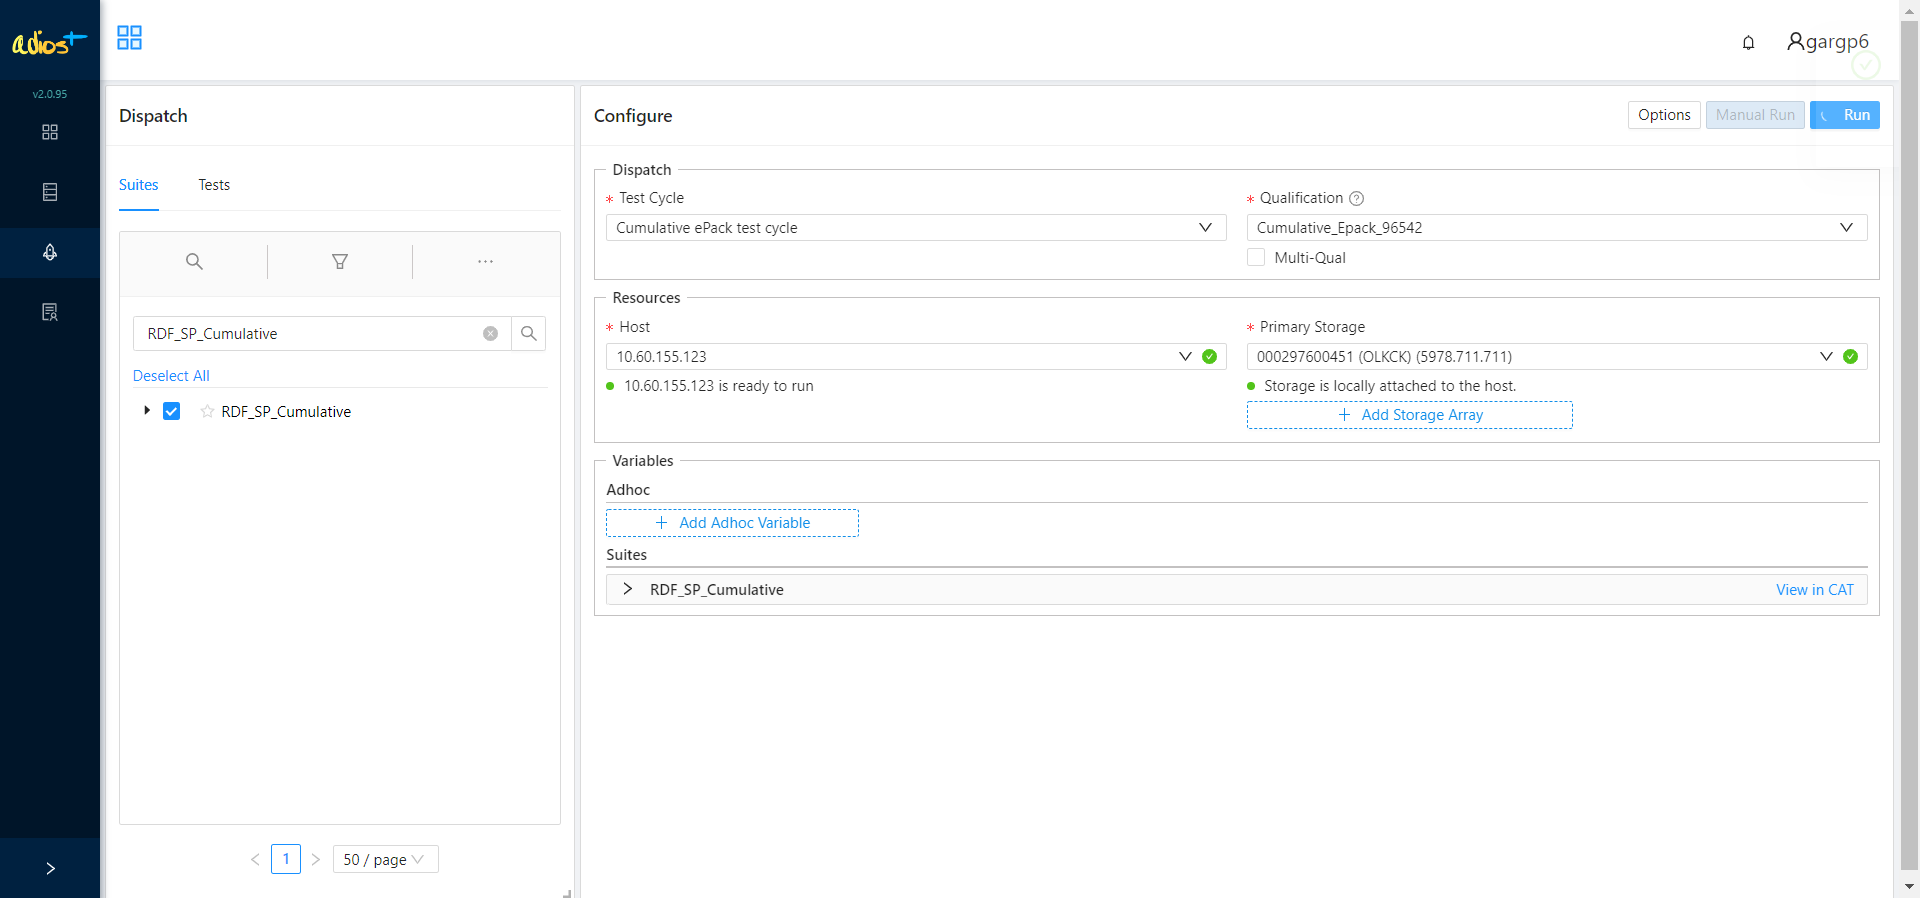 adios+
gargp6
v2.0.95
Dispatch
Suites
Tests
RDF_SP_Cumulative
Deselect All
RDF_SP_Cumulative
1
50 / page
Configure
Options
Manual Run
Run
Dispatch
* Test Cycle
Cumulative ePack test cycle
* Qualification
Cumulative_Epack_96542
Multi-Qual
Resources
* Host
10.60.155.123
10.60.155.123 is ready to run
* Primary Storage
000297600451 (OLKCK) (5978.711.711)
Storage is locally attached to the host.
+ Add Storage Array
Variables
Adhoc
+ Add Adhoc Variable
Suites
RDF_SP_Cumulative
View in CAT